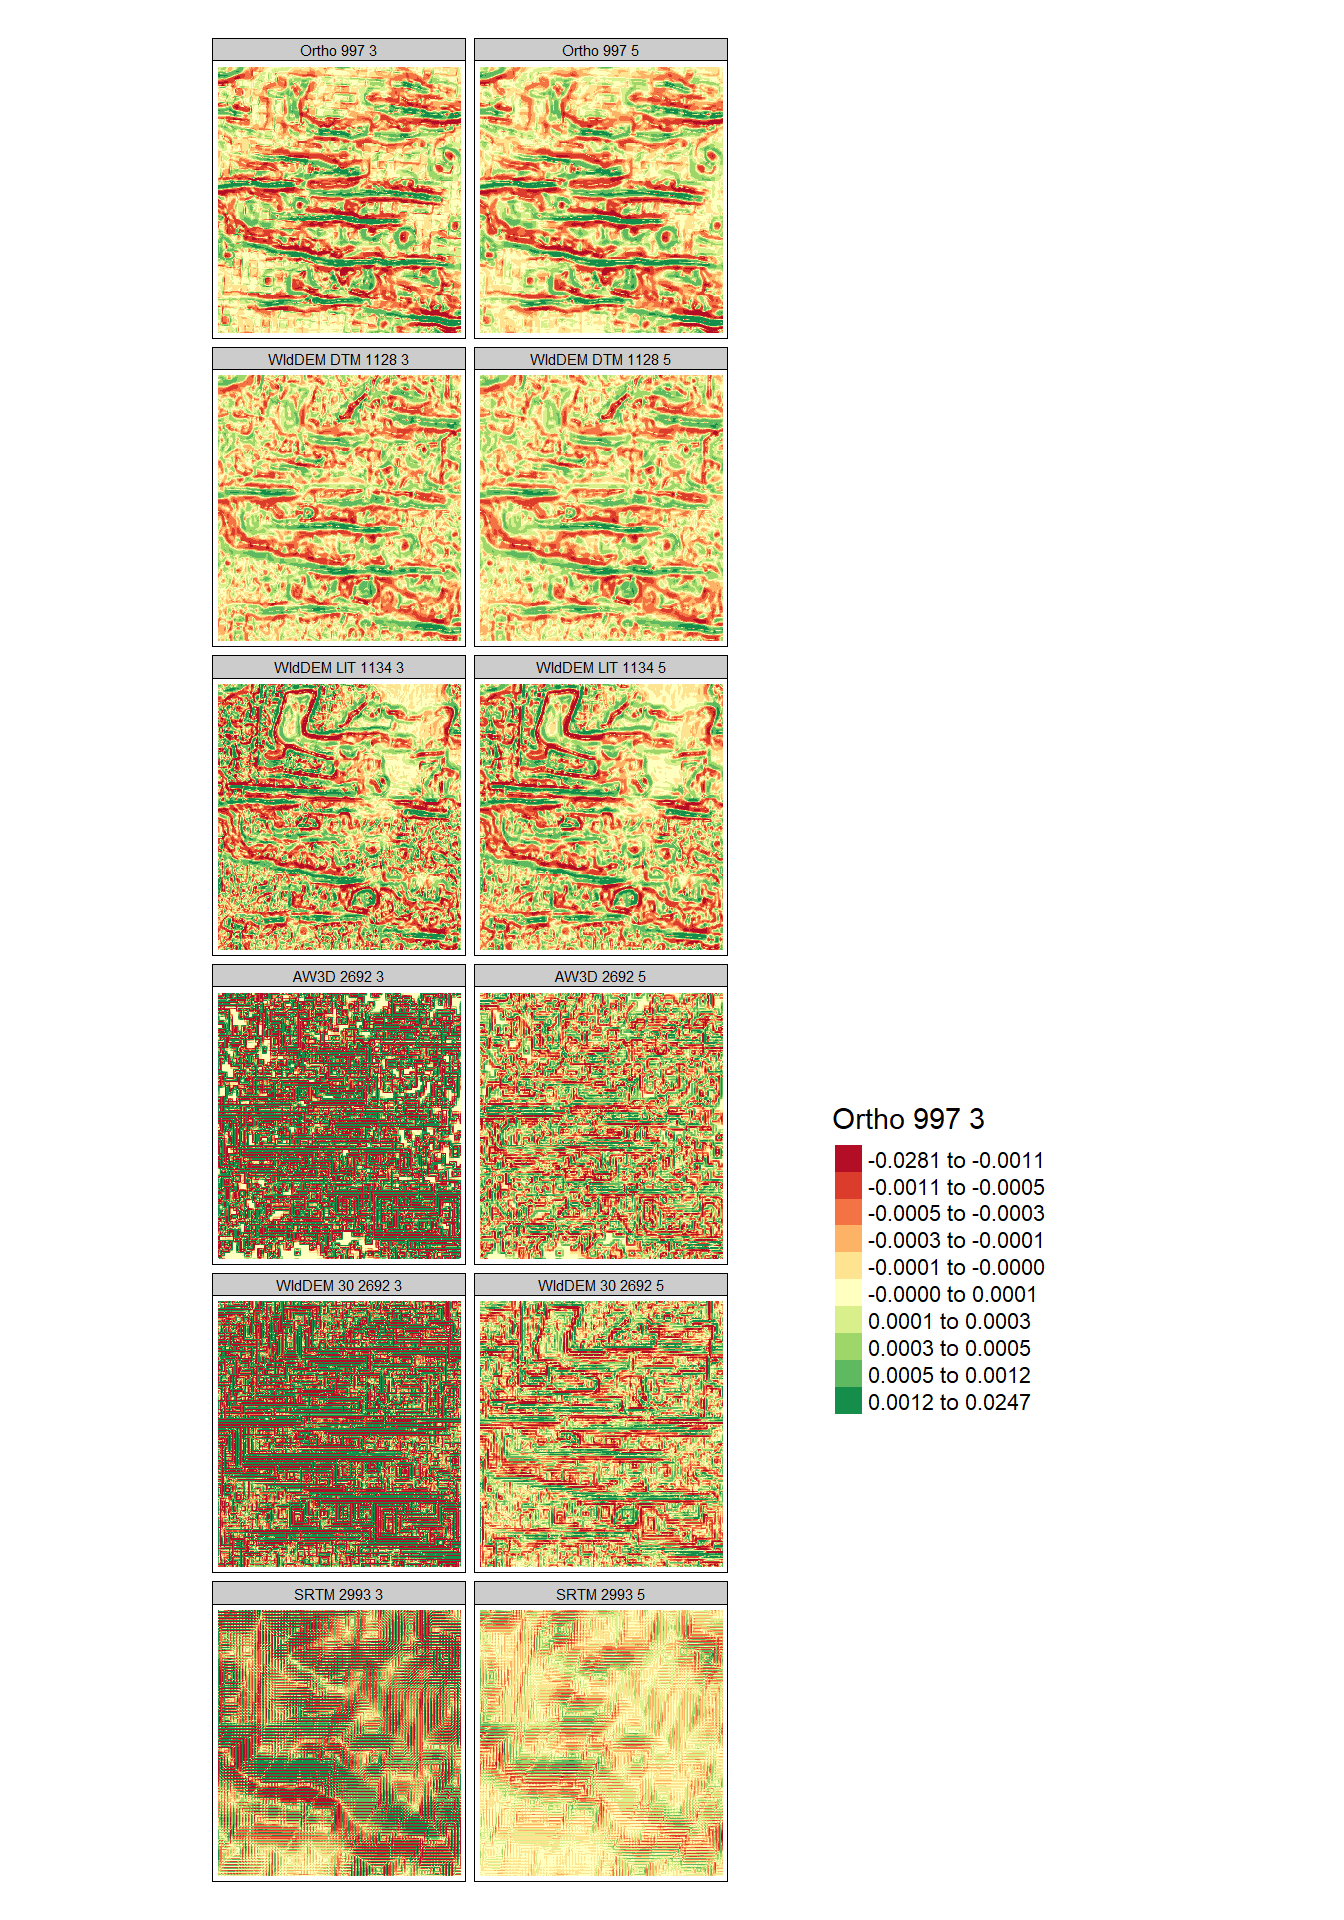 Ortho 997 3
Ortho 997 5
WldDEM DTM 1128 3
WldDEM DTM 1128 5
WldDEM LIT 1134 3
WldDEM LIT 1134 5
AW3D 2692 3
AW3D 2692 5
WldDEM 30 2692 3
WldDEM 30 2692 5
SRTM 2993 3
SRTM 2993 5
Ortho 997 3
-0.0281 to -0.0011
-0.0011 to -0.0005
-0.0005 to -0.0003
-0.0003 to -0.0001
-0.0001 to -0.0000
-0.0000 to 0.0001
0.0001 to 0.0003
0.0003 to 0.0005
0.0005 to 0.0012
0.0012 to 0.0247